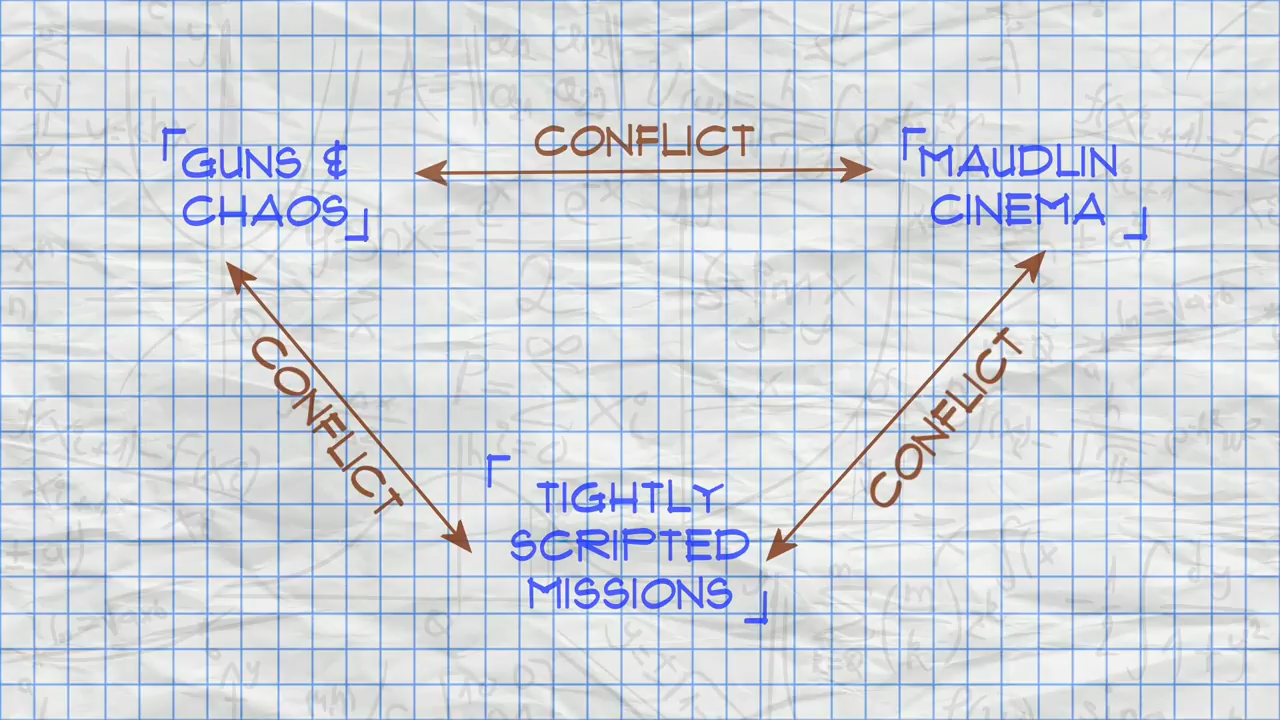 CONFLICT
「GUNS &
CHAOS」
「MAUDLIN
CINEMA」
CONFLICT
CONFLICT
「TIGHTLY
SCRIPTED
MISSIONS」